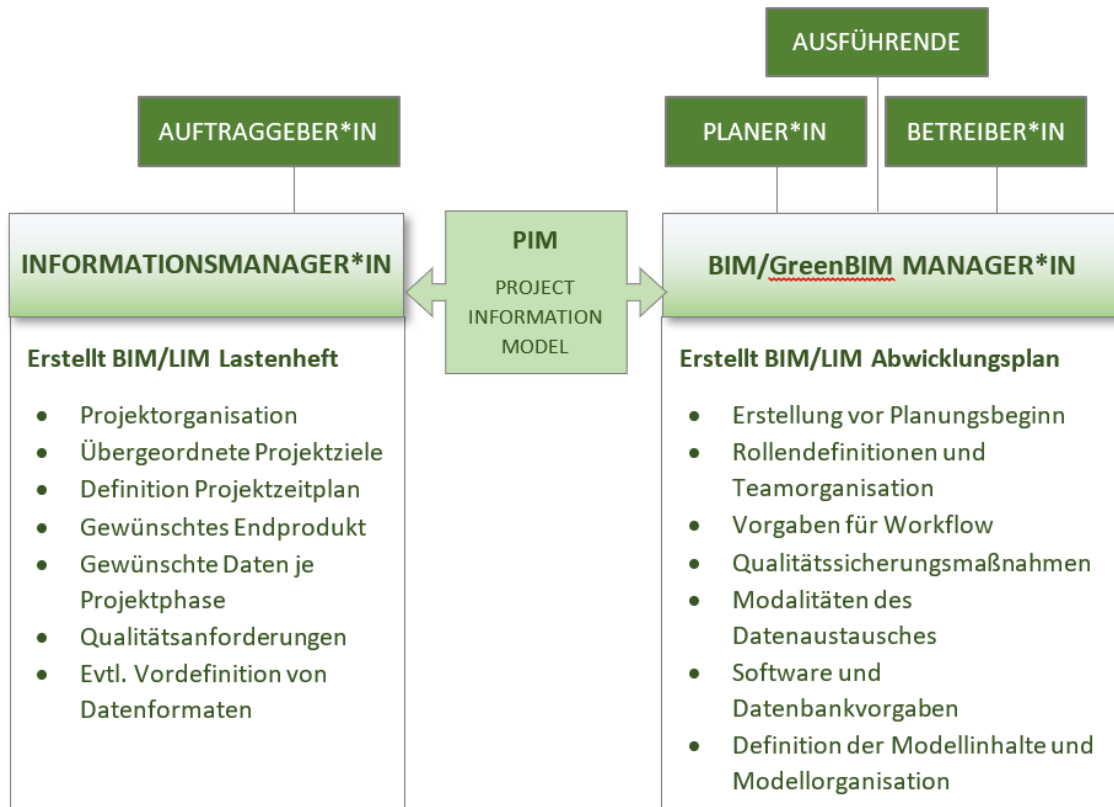 AUSFÜHRENDE
AUFTRAGGEBER*IN
PLANER*IN
BETREIBER*IN
INFORMATIONSMANAGER*IN
PIM
PROJECT
INFORMATION
MODEL
BIM/GreenBIM MANAGER*IN
Erstellt BIM/LIM Lastenheft
• Projektorganisation
• Übergeordnete Projektziele
• Definition Projektzeitplan
• Gewünschtes Endprodukt
• Gewünschte Daten je
Projektphase
• Qualitätsanforderungen
• Evtl. Vordefinition von
Datenformaten
Erstellt BIM/LIM Abwicklungsplan
• Erstellung vor Planungsbeginn
• Rollendefinitionen und
Teamorganisation
• Vorgaben für Workflow
• Qualitätssicherungsmaßnahmen
• Modalitäten des
Datenaustausches
• Software und
Datenbankvorgaben
• Definition der Modellinhalte und
Modellorganisation